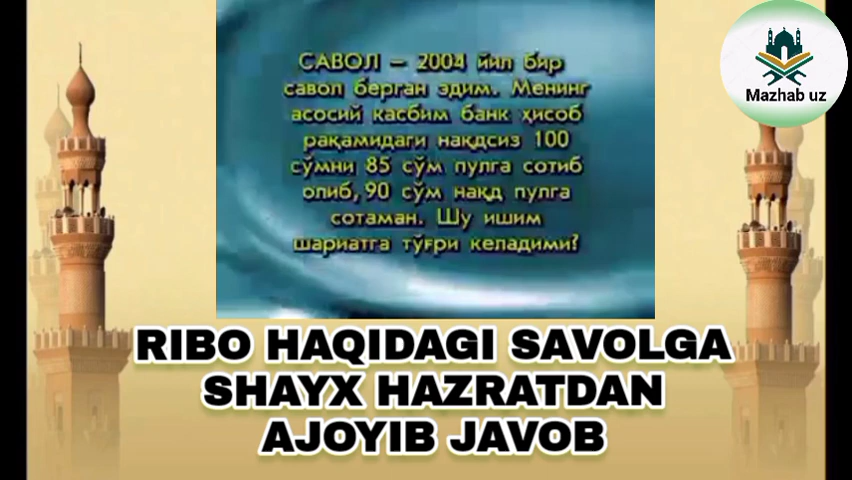 САВОЛ – 2004 йил бир
савол берган эдим. Менинг
асосий касбим банк ҳисоб
рақамидаги нақдсиз 100
сўмни 85 сўм пулга сотиб
олиб, 90 сўм нақд пулга
сотаман. Шу ишим
шариатга тўғри келадими?
Mazhab uz
RIBO HAQIDAGI SAVOLGA
SHAYX HAZRATDAN
AJOYIB JAVOB